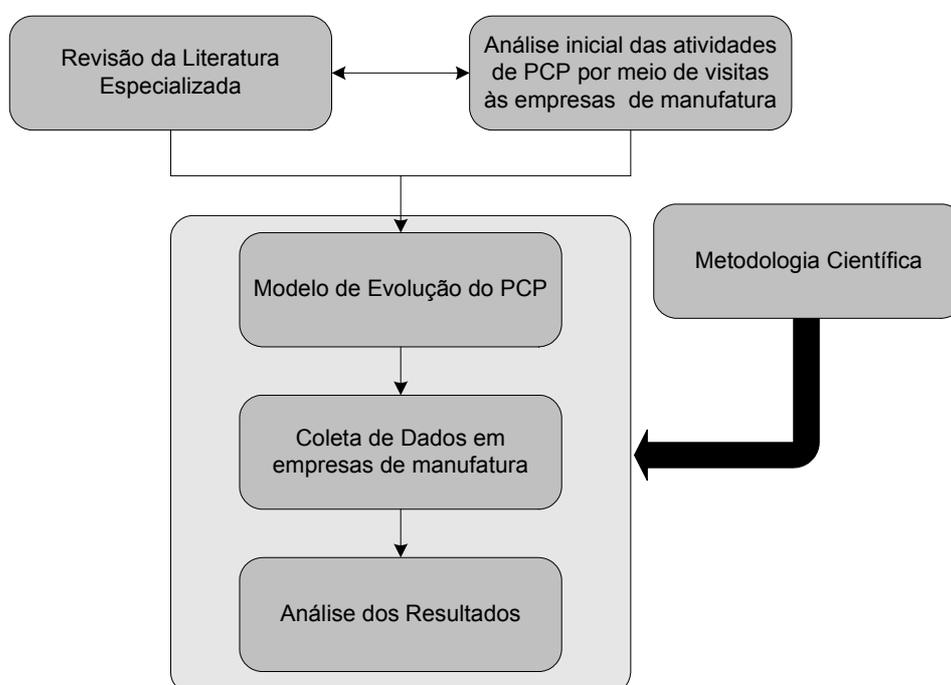 Revisão da Literatura
Especializada
Análise inicial das atividades
de PCP por meio de visitas
às empresas de manufatura
Metodologia Científica
Modelo de Evolução do PCP
Coleta de Dados em
empresas de manufatura
Análise dos Resultados